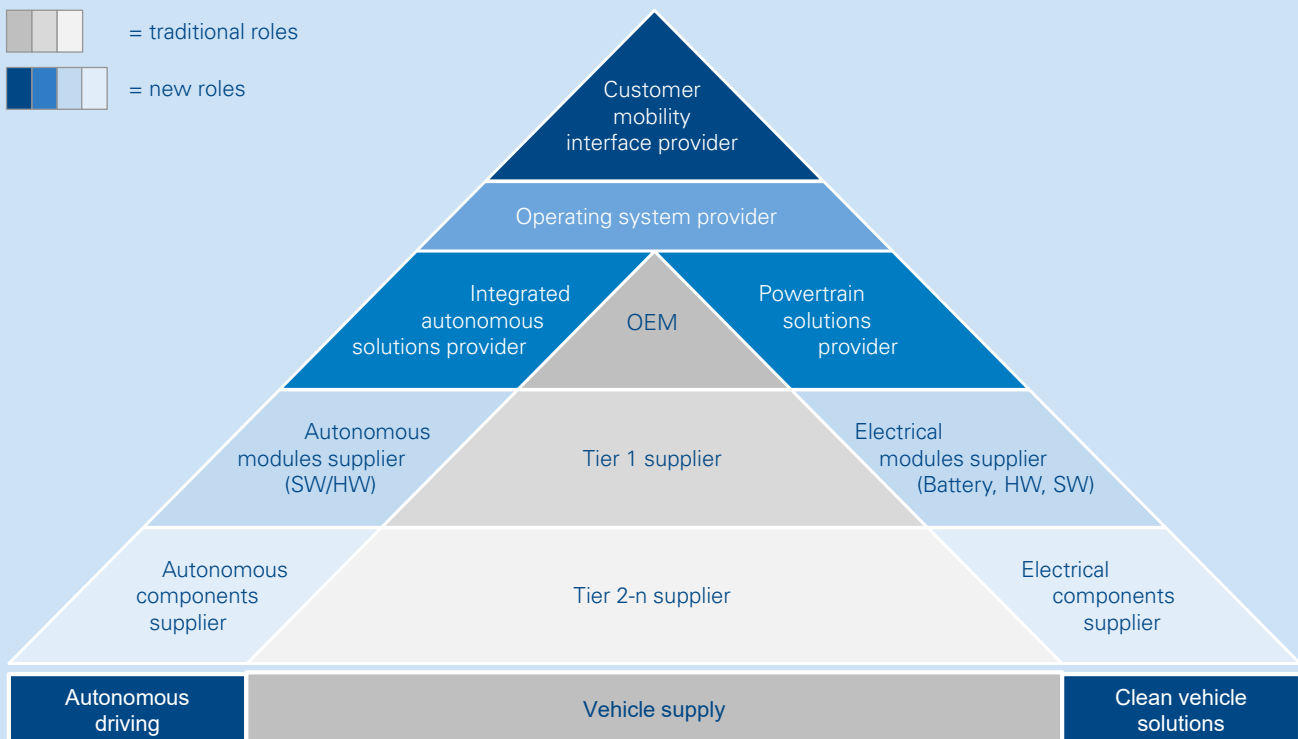 = traditional roles
= new roles
Customer
mobility
interface provider
Operating system provider
Integrated
autonomous
solutions provider
OEM
Powertrain
solutions
provider
Autonomous
modules supplier
(SW/HW)
Tier 1 supplier
Electrical
modules supplier
(Battery, HW, SW)
Autonomous
components
supplier
Tier 2-n supplier
Electrical
components
supplier
Autonomous
driving
Vehicle supply
Clean vehicle
solutions